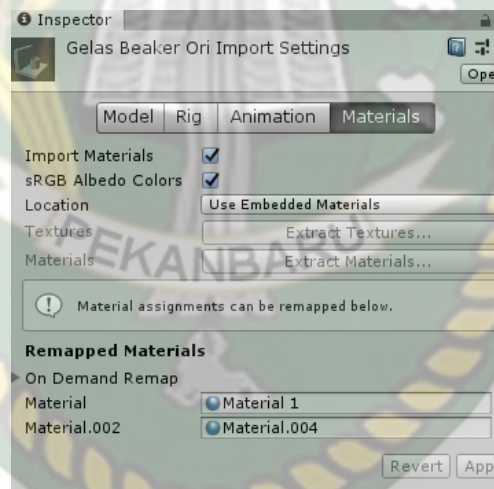 Inspector
Gelas Beaker Ori Import Settings
Ope
Model Rig Animation Materials
Import Materials
sRGB Albedo Colors
Location Use Embedded Materials
Textures Extract Textures...
Materials Extract Materials...
PEKANBARU
Material assignments can be remapped below.
Remapped Materials
On Demand Remap
Material Material 1
Material.002 Material.004
Revert App